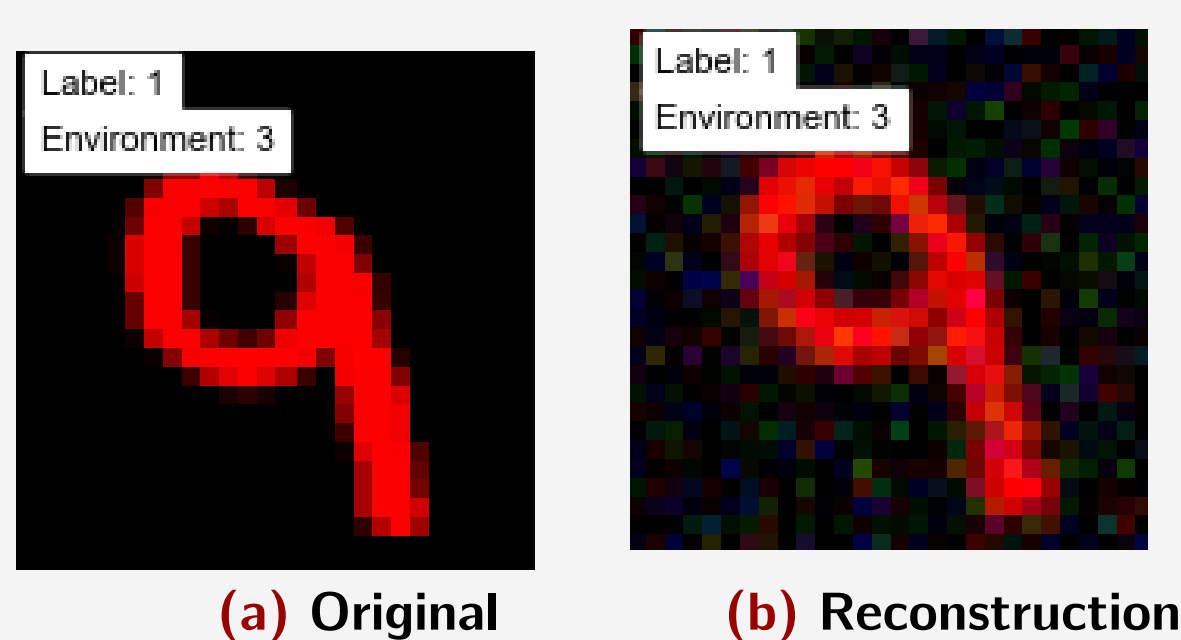 Label: 1
Environment: 3
Label: 1
Environment: 3
(a) Original
(b) Reconstruction